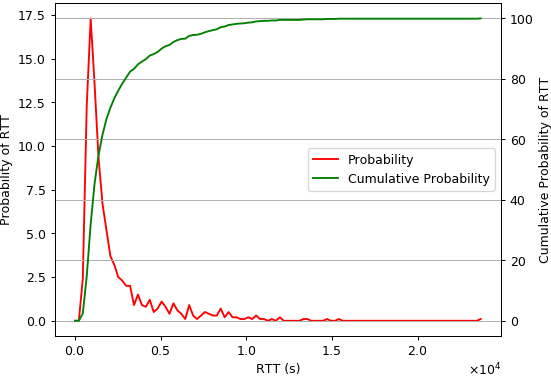 17.5
15.0
12.5
10.0
7.5
5.0
2.5
0.0
Probability of RTT
100
80
60
40
20
0
Cumulative Probability of RTT
Probability
Cumulative Probability
0.0 0.5 1.0 1.5 2.0
×10⁴
RTT (s)